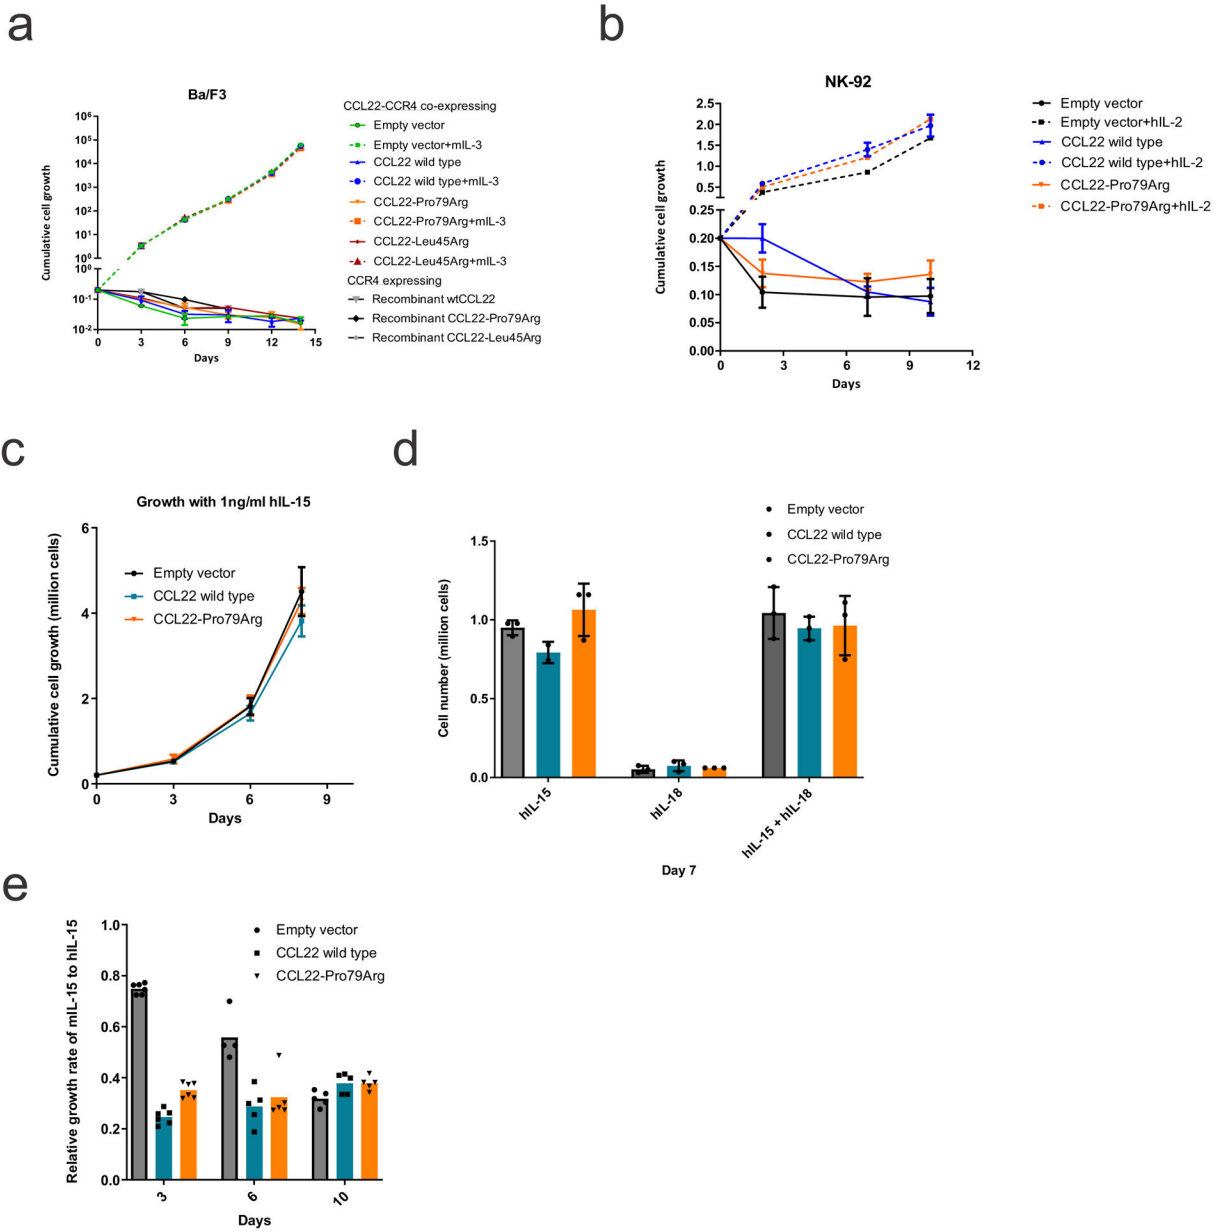 a
Ba/F3
Cumulative cell growth
10⁶
10⁵
10⁴
10³
10²
10¹
10⁰
10⁰
10⁻¹
10⁻²
0
3
6
9
12
15
Days
CCL22-CCR4 co-expressing
Empty vector
Empty vector+mIL-3
CCL22 wild type
CCL22 wild type+mIL-3
CCL22-Pro79Arg
CCL22-Pro79Arg+mIL-3
CCL22-Leu45Arg
CCL22-Leu45Arg+mIL-3
CCR4 expressing
Recombinant wtCCL22
Recombinant CCL22-Pro79Arg
Recombinant CCL22-Leu45Arg
b
NK-92
Cumulative cell growth
2.5
2.0
1.5
1.0
0.5
0.25
0.20
0.15
0.10
0.05
0.00
0
3
6
9
12
Days
Empty vector
Empty vector+hIL-2
CCL22 wild type
CCL22 wild type+hIL-2
CCL22-Pro79Arg
CCL22-Pro79Arg+hIL-2
c
Growth with 1ng/ml hIL-15
Cumulative cell growth (million cells)
6
4
2
0
0
3
6
9
Days
Empty vector
CCL22 wild type
CCL22-Pro79Arg
d
Cell number (million cells)
1.5
1.0
0.5
0.0
hIL-15
hIL-18
hIL-15 + hIL-18
Day 7
Empty vector
CCL22 wild type
CCL22-Pro79Arg
e
Relative growth rate of mIL-15 to hIL-15
1.0
0.8
0.6
0.4
0.2
0.0
3
6
10
Days
Empty vector
CCL22 wild type
CCL22-Pro79Arg